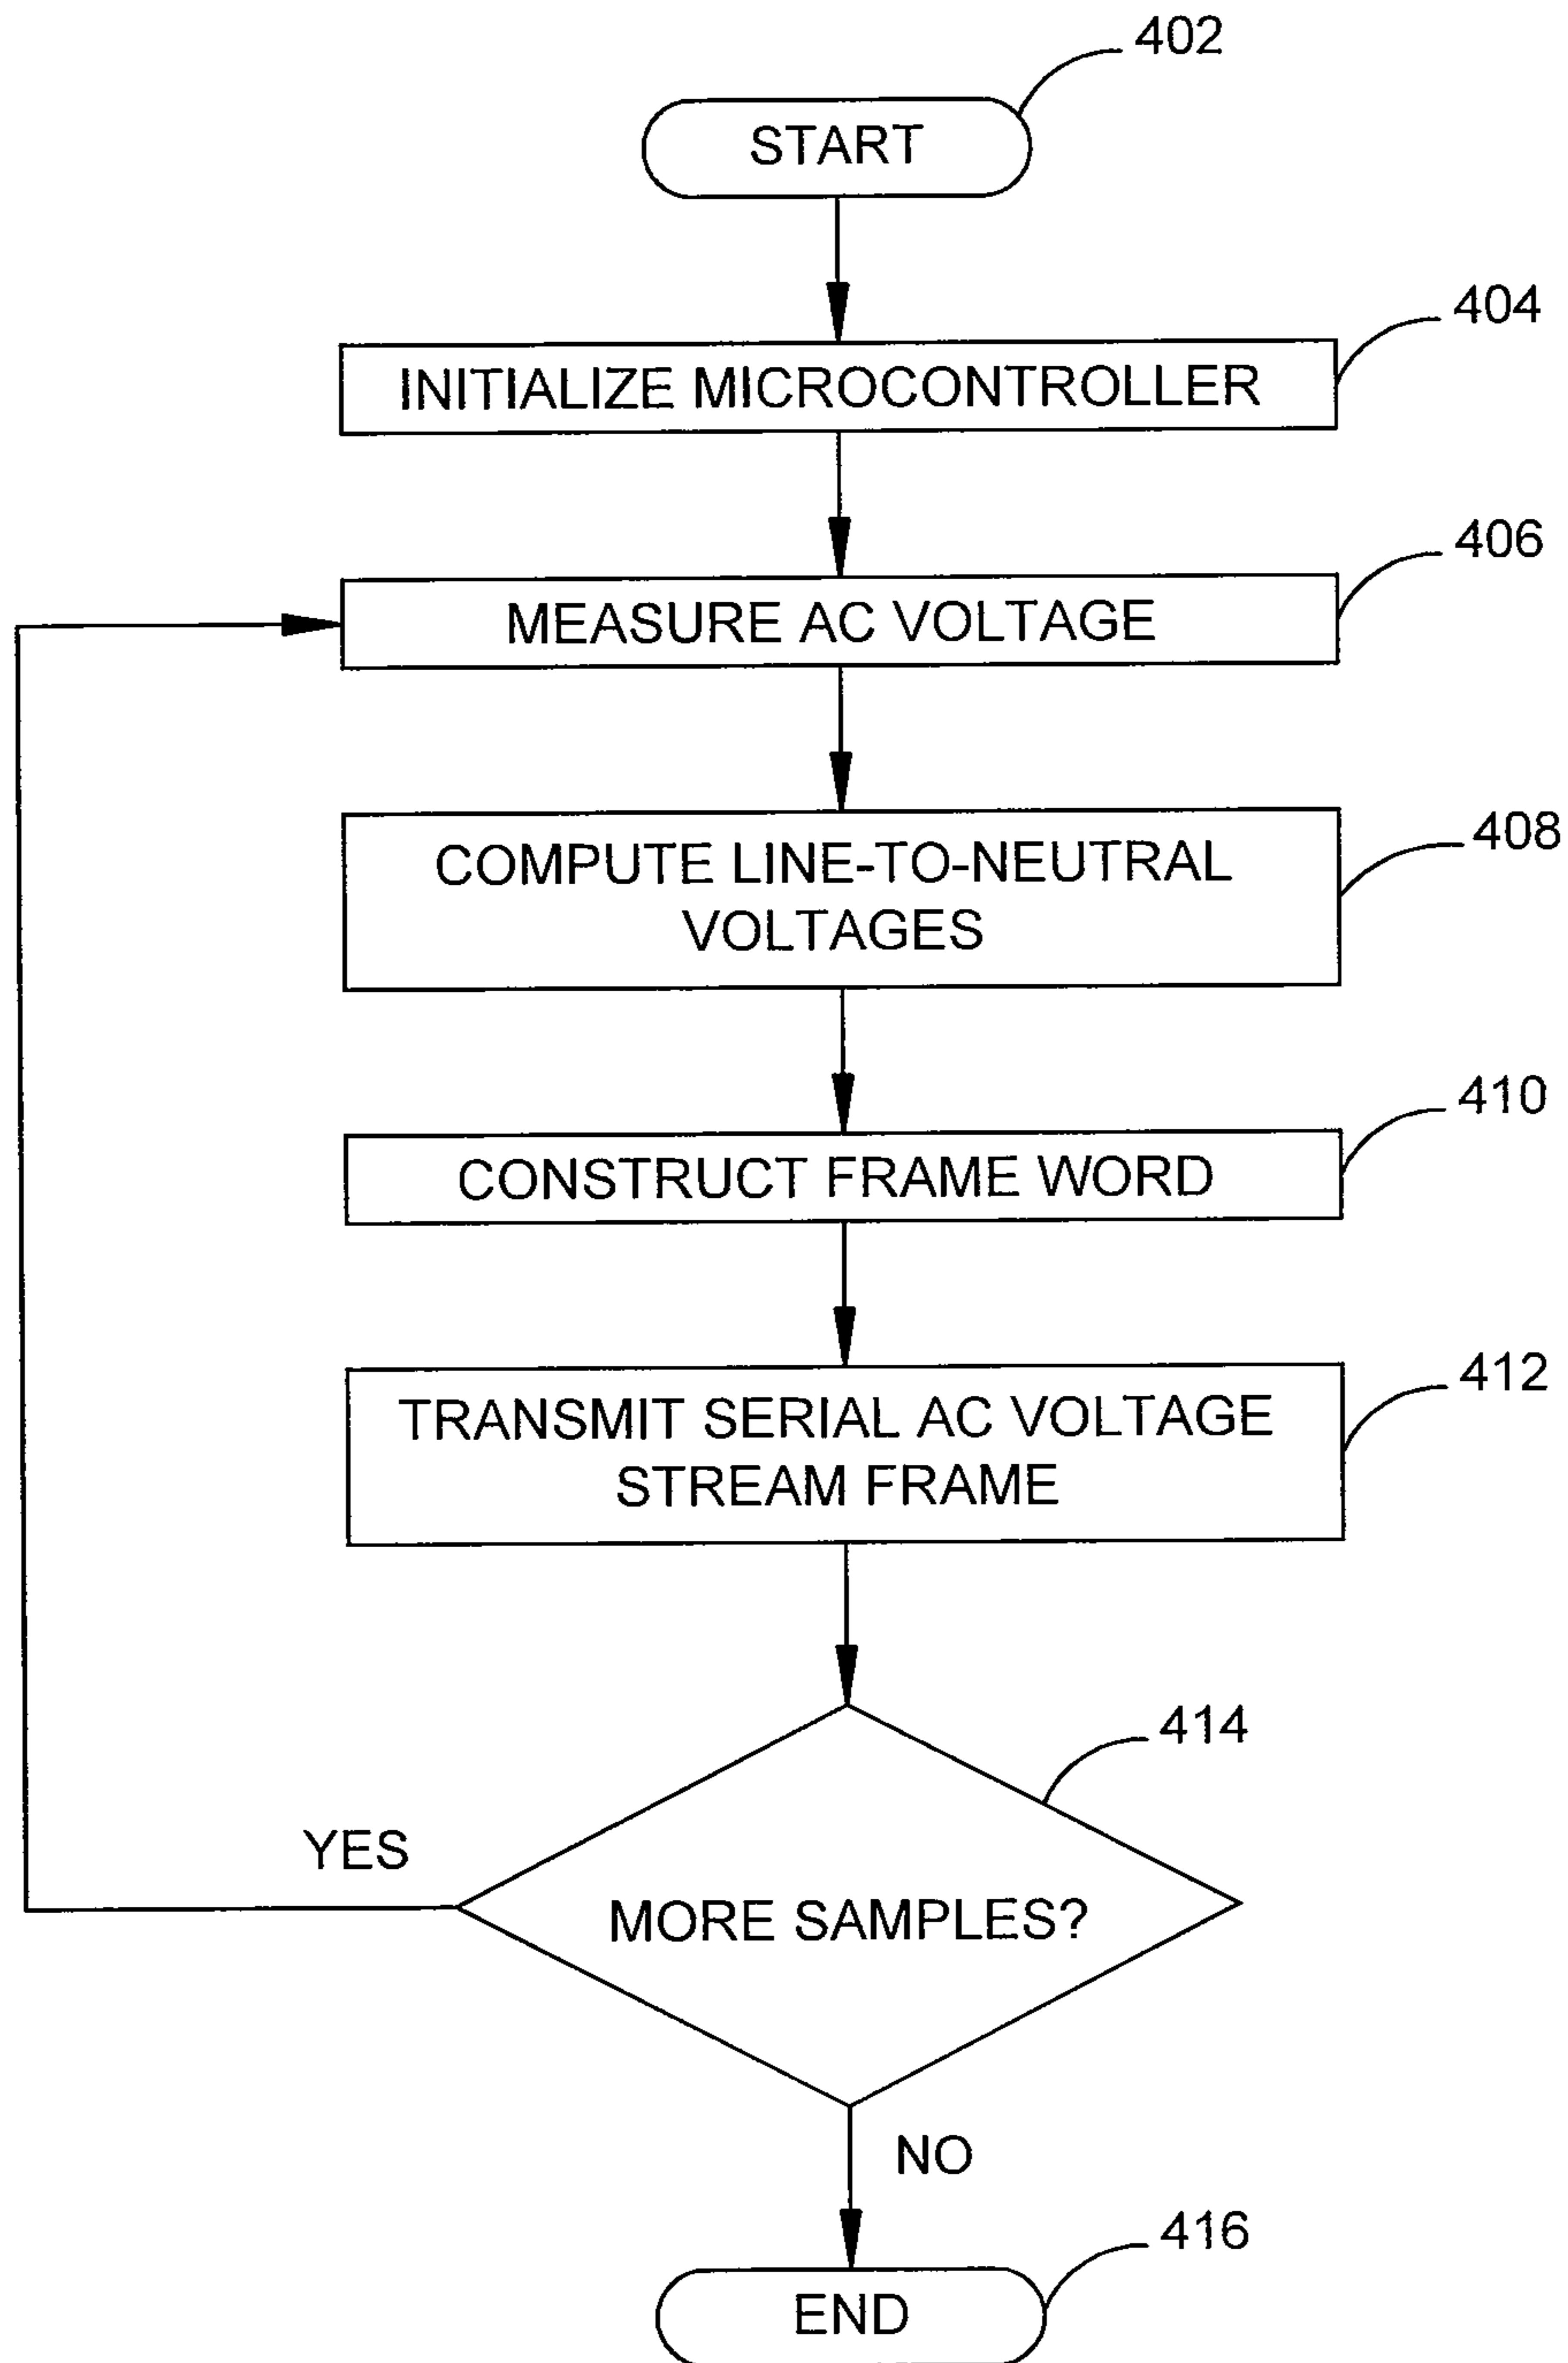 402
START
404
INITIALIZE MICROCONTROLLER
406
MEASURE AC VOLTAGE
408
COMPUTE LINE-TO-NEUTRAL
VOLTAGES
410
CONSTRUCT FRAME WORD
412
TRANSMIT SERIAL AC VOLTAGE
STREAM FRAME
414
YES
MORE SAMPLES?
NO
416
END